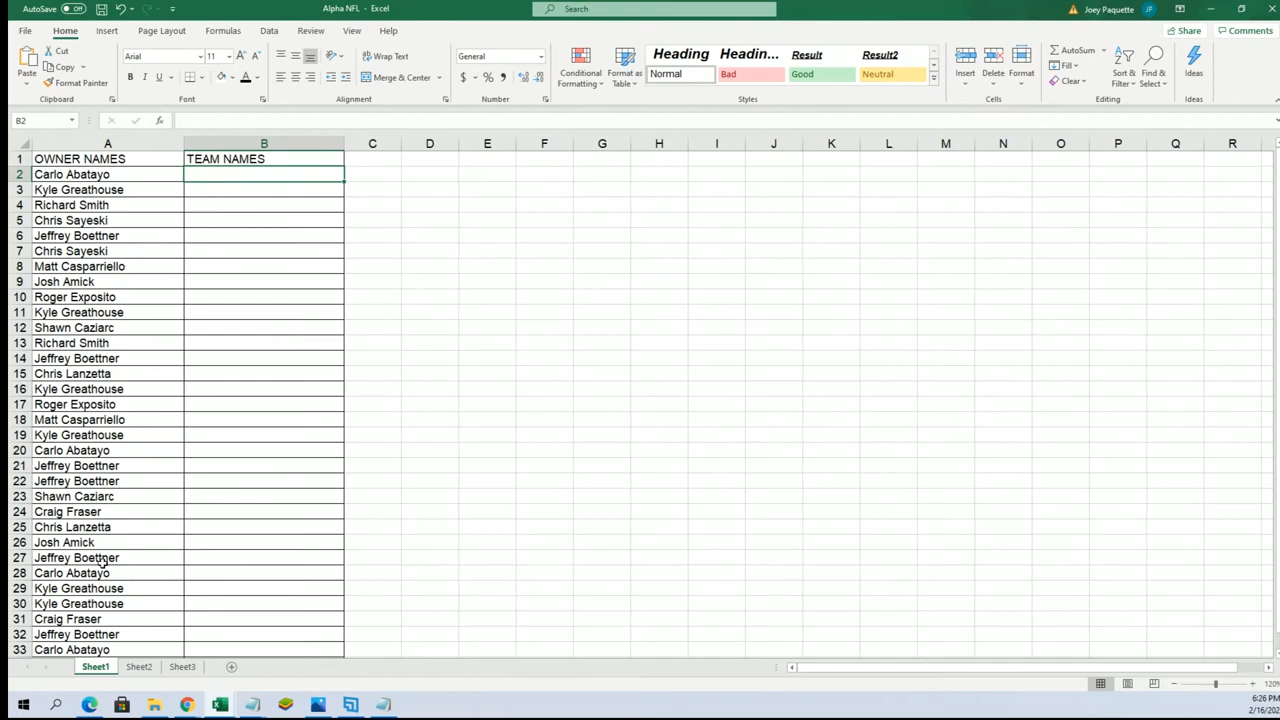 AutoSave Off Alpha NFL - Excel Search Joey Paquette JP
File Home Insert Page Layout Formulas Data Review View Help Share Comments
Paste Cut Copy Format Painter Clipboard
Arial 11 B I U Font
Wrap Text Merge & Center Alignment
General $ % Number
Conditional Formatting Format as Table
Heading Headin... Result Result2
Normal Bad Good Neutral Styles
Insert Delete Format Cells
AutoSum Fill Clear Sort & Filter Find & Select Editing
Ideas Ideas
B2 fx
A B C D E F G H I J K L M N O P Q R
1 OWNER NAMES TEAM NAMES
2 Carlo Abatayo
3 Kyle Greathouse
4 Richard Smith
5 Chris Sayeski
6 Jeffrey Boettner
7 Chris Sayeski
8 Matt Casparriello
9 Josh Amick
10 Roger Exposito
11 Kyle Greathouse
12 Shawn Caziarc
13 Richard Smith
14 Jeffrey Boettner
15 Chris Lanzetta
16 Kyle Greathouse
17 Roger Exposito
18 Matt Casparriello
19 Kyle Greathouse
20 Carlo Abatayo
21 Jeffrey Boettner
22 Jeffrey Boettner
23 Shawn Caziarc
24 Craig Fraser
25 Chris Lanzetta
26 Josh Amick
27 Jeffrey Boettner
28 Carlo Abatayo
29 Kyle Greathouse
30 Kyle Greathouse
31 Craig Fraser
32 Jeffrey Boettner
33 Carlo Abatayo
Sheet1 Sheet2 Sheet3
6:26 PM